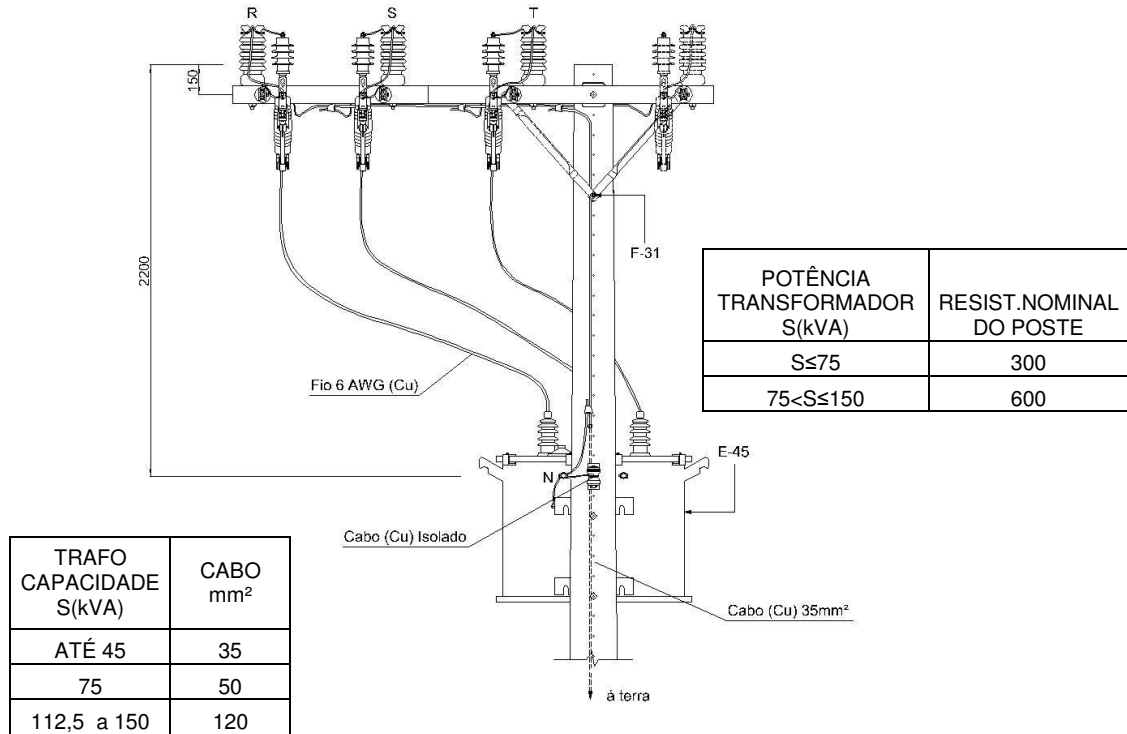 R
S
T
150
2200
F-31
POTÊNCIA
TRANSFORMADOR
S(kVA)
RESIST.NOMINAL
DO POSTE
S≤75
300
75<S≤150
600
Fio 6 AWG (Cu)
E-45
N
Cabo (Cu) Isolado
TRAFO
CAPACIDADE
S(kVA)
CABO
mm²
ATÉ 45
35
75
50
112,5 a 150
120
Cabo (Cu) 35mm²
à terra